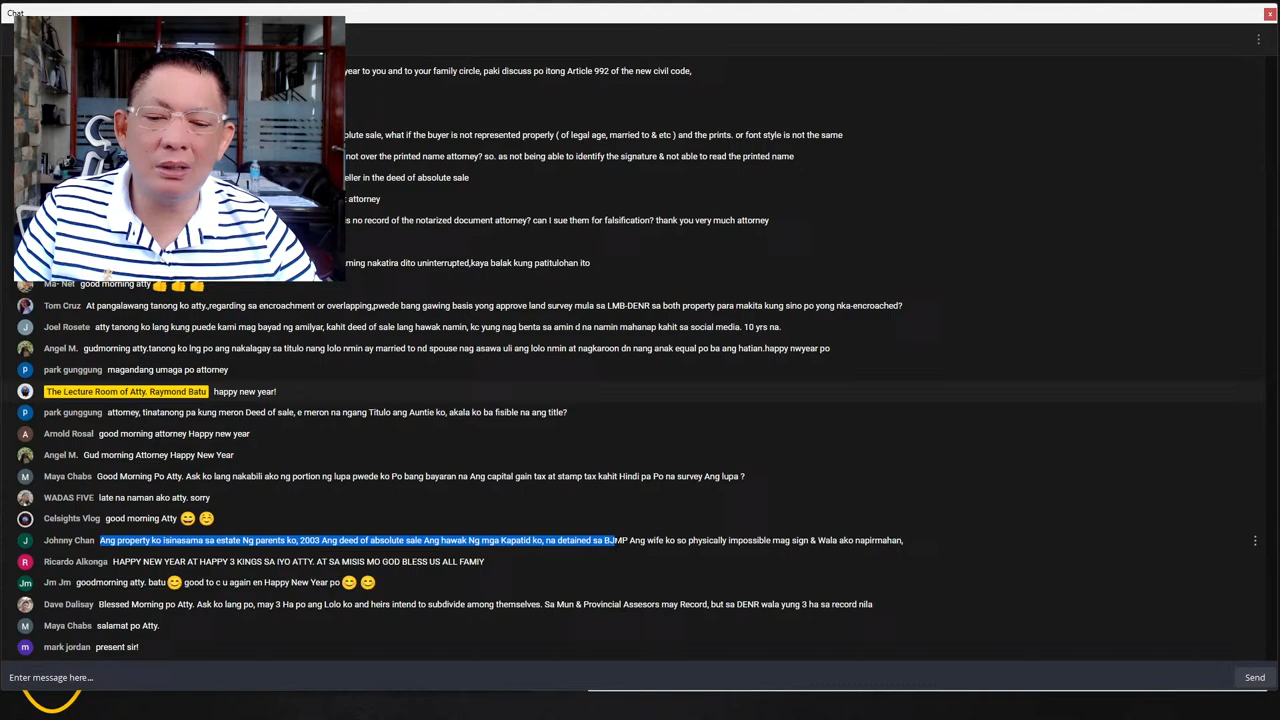 Chat
x
year to you and to your family circle, paki discuss po itong Article 992 of the new civil code,
olute sale, what if the buyer is not represented properly ( of legal age, married to & etc ) and the prints. or font style is not the same
not over the printed name attorney? so. as not being able to identify the signature & not able to read the printed name
eller in the deed of absolute sale
attorney
is no record of the notarized document attorney? can I sue them for falsification? thank you very much attorney
aming nakatira dito uninterrupted,kaya balak kung patitulohan ito
Ma- Net good morning atty 👍 👍 👍
Tom Cruz At pangalawang tanong ko atty.,regarding sa encroachment or overlapping,pwede bang gawing basis yong approve land survey mula sa LMB-DENR sa both property para makita kung sino po yong nka-encroached?
J Joel Rosete atty tanong ko lang kung puede kami mag bayad ng amilyar, kahit deed of sale lang hawak namin, kc yung nag benta sa amin d na namin mahanap kahit sa social media. 10 yrs na.
Angel M. gudmorning atty.tanong ko lng po ang nakalagay sa titulo nang lolo nmin ay married to nd spouse nag asawa uli ang lolo nmin at nagkaroon dn nang anak equal po ba ang hatian.happy nwyear po
P park gunggung magandang umaga po attorney
The Lecture Room of Atty. Raymond Batu happy new year!
P park gunggung attorney, tinatanong pa kung meron Deed of sale, e meron na ngang Titulo ang Auntie ko, akala ko ba fisible na ang title?
A Arnold Rosal good morning attorney Happy new year
Angel M. Gud morning Attorney Happy New Year
M Maya Chabs Good Morning Po Atty. Ask ko lang nakabili ako ng portion ng lupa pwede ko Po bang bayaran na Ang capital gain tax at stamp tax kahit Hindi pa Po na survey Ang lupa ?
WADAS FIVE late na naman ako atty. sorry
Celsights Vlog good morning Atty 😄 ☺️
J Johnny Chan Ang property ko isinasama sa estate Ng parents ko, 2003 Ang deed of absolute sale Ang hawak Ng mga Kapatid ko, na detained sa BJMP Ang wife ko so physically impossible mag sign & Wala ako napirmahan,
R Ricardo Alkonga HAPPY NEW YEAR AT HAPPY 3 KINGS SA IYO ATTY. AT SA MISIS MO GOD BLESS US ALL FAMIY
Jm Jm Jm goodmorning atty. batu😊 good to c u again en Happy New Year po 😊 😊
Dave Dalisay Blessed Morning po Atty. Ask ko lang po, may 3 Ha po ang Lolo ko and heirs intend to subdivide among themselves. Sa Mun & Provincial Assesors may Record, but sa DENR wala yung 3 ha sa record nila
M Maya Chabs salamat po Atty.
m mark jordan present sir!
Enter message here...
Send